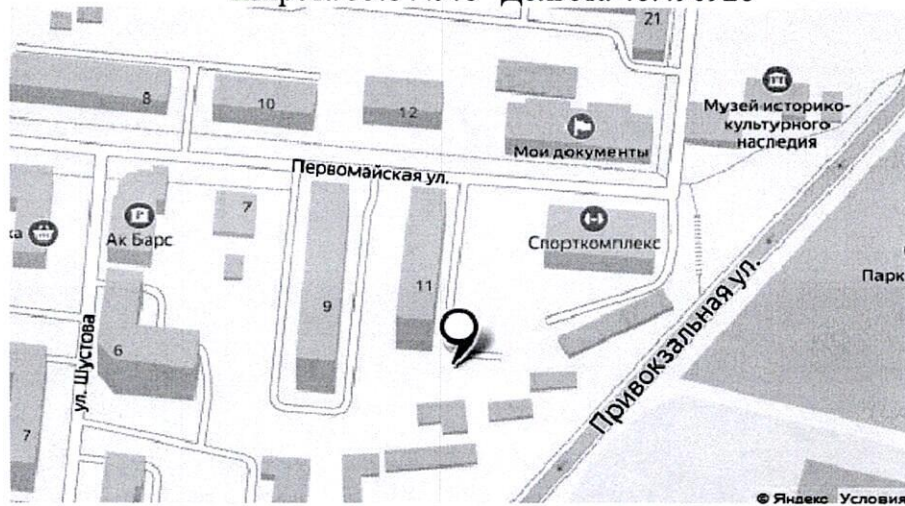 21
8
10
12
Музей историко-
культурного
наследия
Мои документы
Первомайская ул.
7
Ак Барс
ка
Спорткомплекс
Парк
9
11
6
ул. Шустова
Привокзальная ул.
7
© Яндекс Условия